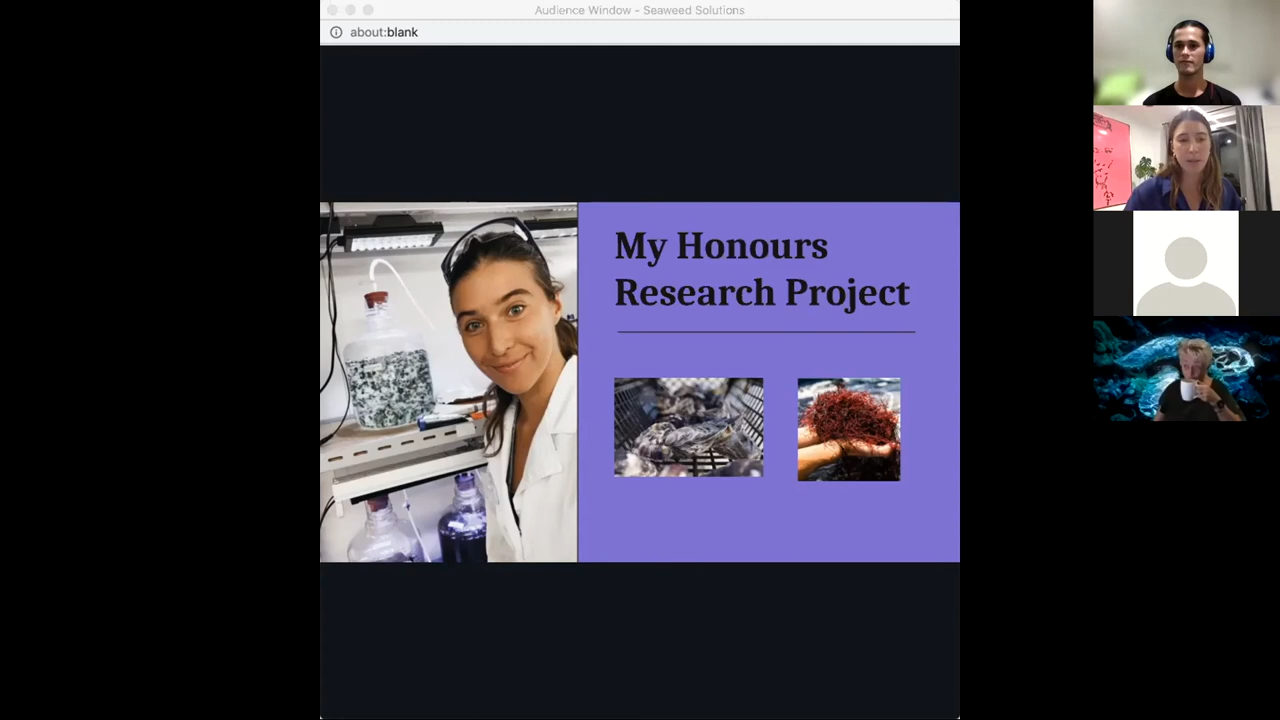 Audience Window - Seaweed Solutions
about:blank
My Honours
Research Project